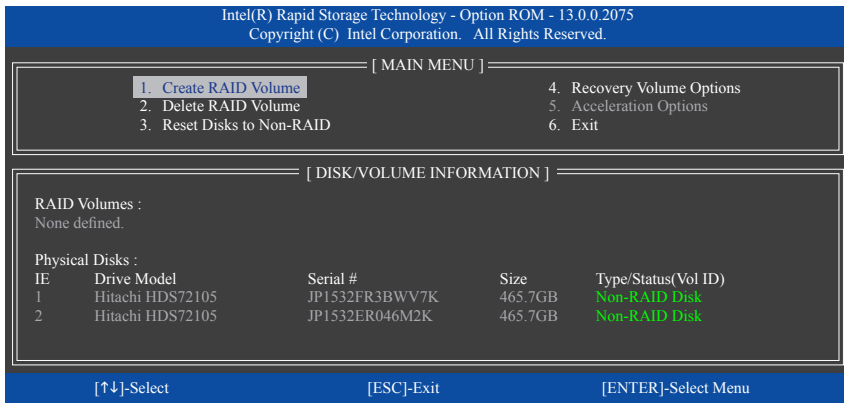 Intel(R) Rapid Storage Technology - Option ROM - 13.0.0.2075
Copyright (C) Intel Corporation. All Rights Reserved.
[ MAIN MENU ]
1. Create RAID Volume
2. Delete RAID Volume
3. Reset Disks to Non-RAID
4. Recovery Volume Options
5. Acceleration Options
6. Exit
[ DISK/VOLUME INFORMATION ]
RAID Volumes :
None defined.
Physical Disks :
IE Drive Model Serial # Size Type/Status(Vol ID)
1 Hitachi HDS72105 JP1532FR3BWV7K 465.7GB Non-RAID Disk
2 Hitachi HDS72105 JP1532ER046M2K 465.7GB Non-RAID Disk
[↑↓]-Select [ESC]-Exit [ENTER]-Select Menu